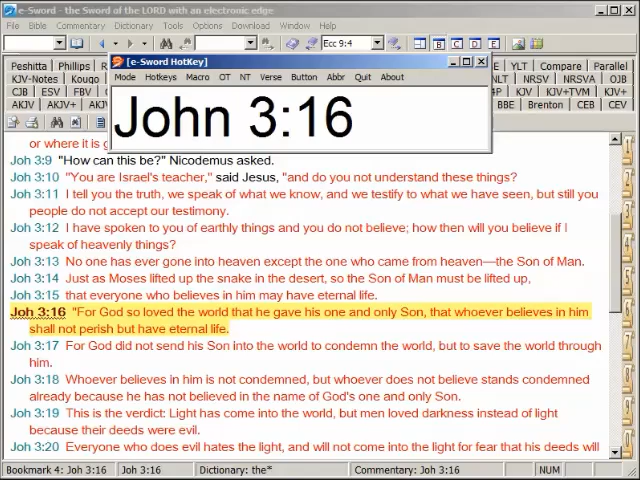 e-Sword - the Sword of the LORD with an electronic edge
File Bible Commentary Dictionary Tools Options Download Window Help
Ecc 9:4 B C D E
Peshitta Phillips YLT Compare Parallel
KJV-Notes Kougo NRSV NRSVA OJB
CJB ESV FBV KJV KJV+TVM KJV+
AKJV AKJV+ BBE Brenton CEB CEV
[e-Sword HotKey]
Mode Hotkeys Macro OT NT Verse Button Abbr Quit About
John 3:16
or where it is g
Joh 3:9 "How can this be?" Nicodemus asked.
Joh 3:10 "You are Israel's teacher," said Jesus, "and do you not understand these things?
Joh 3:11 I tell you the truth, we speak of what we know, and we testify to what we have seen, but still you
people do not accept our testimony.
Joh 3:12 I have spoken to you of earthly things and you do not believe; how then will you believe if I
speak of heavenly things?
Joh 3:13 No one has ever gone into heaven except the one who came from heaven—the Son of Man.
Joh 3:14 Just as Moses lifted up the snake in the desert, so the Son of Man must be lifted up,
Joh 3:15 that everyone who believes in him may have eternal life.
Joh 3:16 "For God so loved the world that he gave his one and only Son, that whoever believes in him
shall not perish but have eternal life.
Joh 3:17 For God did not send his Son into the world to condemn the world, but to save the world through
him.
Joh 3:18 Whoever believes in him is not condemned, but whoever does not believe stands condemned
already because he has not believed in the name of God's one and only Son.
Joh 3:19 This is the verdict: Light has come into the world, but men loved darkness instead of light
because their deeds were evil.
Joh 3:20 Everyone who does evil hates the light, and will not come into the light for fear that his deeds will
Bookmark 4: Joh 3:16 Joh 3:16 Dictionary: the* Commentary: Joh 3:16 NUM